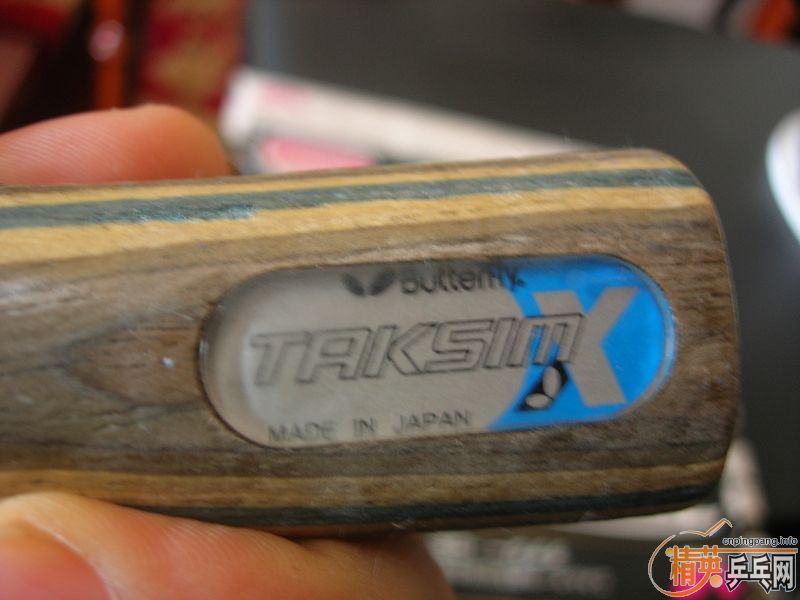 Butterfly
TAKSIM X
MADE IN JAPAN
cnpingpang.info
精英乒乓网